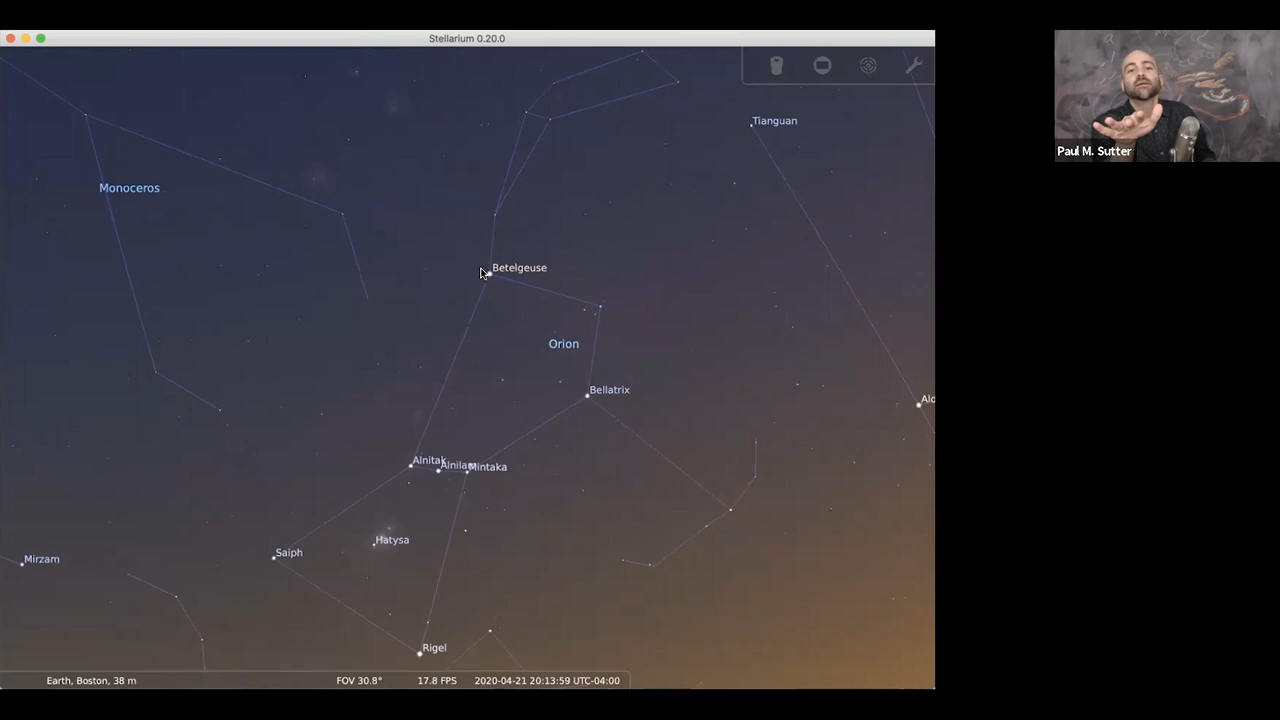 Stellarium 0.20.0
Tianguan
Monoceros
Paul M. Sutter
Betelgeuse
Orion
Bellatrix
Ald
Alnitak
Mintaka
Hatysa
Saiph
Mirzam
Rigel
Earth, Boston, 38 m
FOV 30.8°
17.8 FPS
2020-04-21 20:13:59 UTC-04:00